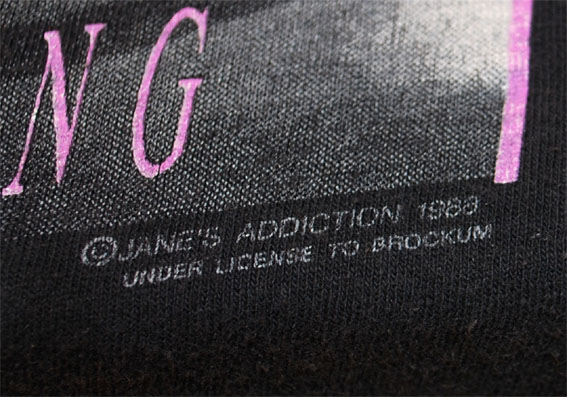 NG
©JANE'S ADDICTION 1988
UNDER LICENSE TO BROCKUM